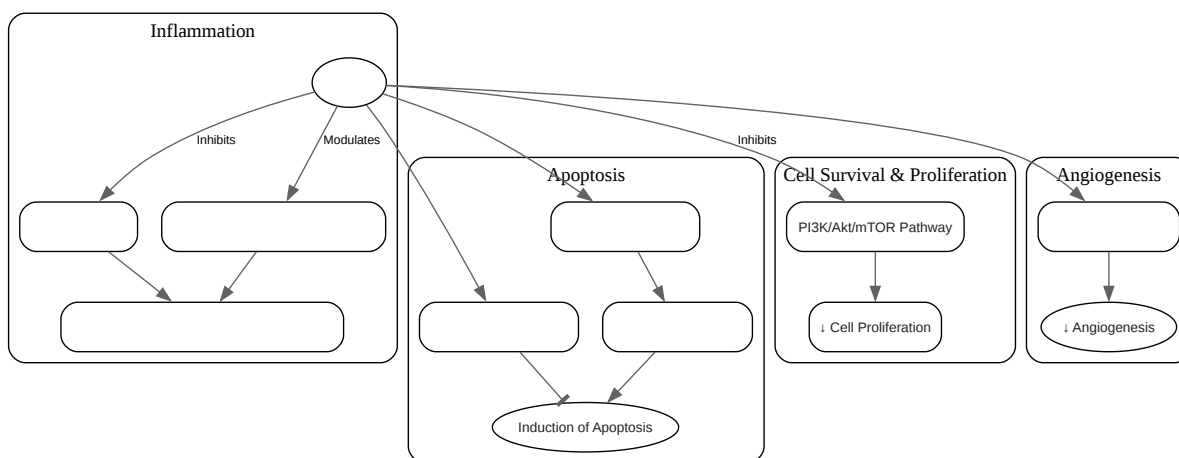 Inflammation
Inhibits
Modulates
Inhibits
Apoptosis
Cell Survival & Proliferation
Angiogenesis
PI3K/Akt/mTOR Pathway
↓ Cell Proliferation
↓ Angiogenesis
Induction of Apoptosis